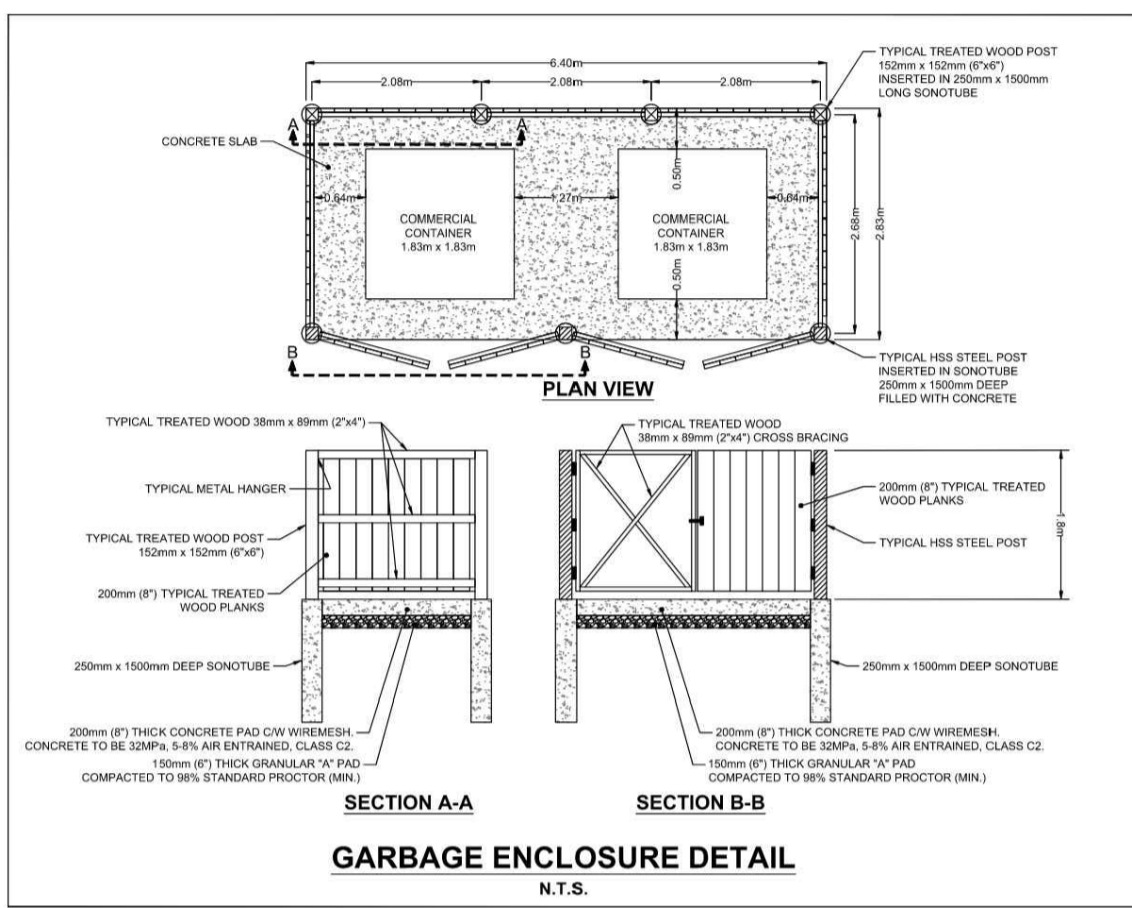 6.40m
2.08m
2.08m
2.08m
TYPICAL TREATED WOOD POST
152mm x 152mm (6"x6")
INSERTED IN 250mm x 1500mm
LONG SONOTUBE
A
A
CONCRETE SLAB
0.50m
0.64m
1.27m
0.64m
COMMERCIAL
CONTAINER
1.83m x 1.83m
COMMERCIAL
CONTAINER
1.83m x 1.83m
2.68m
2.83m
0.50m
B
B
PLAN VIEW
TYPICAL HSS STEEL POST
INSERTED IN SONOTUBE
250mm x 1500mm DEEP
FILLED WITH CONCRETE
TYPICAL TREATED WOOD 38mm x 89mm (2"x4")
TYPICAL METAL HANGER
TYPICAL TREATED WOOD POST
152mm x 152mm (6"x6")
200mm (8") TYPICAL TREATED
WOOD PLANKS
250mm x 1500mm DEEP SONOTUBE
200mm (8") THICK CONCRETE PAD C/W WIREMESH.
CONCRETE TO BE 32MPa, 5-8% AIR ENTRAINED, CLASS C2.
150mm (6") THICK GRANULAR "A" PAD
COMPACTED TO 98% STANDARD PROCTOR (MIN.)
SECTION A-A
TYPICAL TREATED WOOD
38mm x 89mm (2"x4") CROSS BRACING
200mm (8") TYPICAL TREATED
WOOD PLANKS
1.8m
TYPICAL HSS STEEL POST
250mm x 1500mm DEEP SONOTUBE
200mm (8") THICK CONCRETE PAD C/W WIREMESH.
CONCRETE TO BE 32MPa, 5-8% AIR ENTRAINED, CLASS C2.
150mm (6") THICK GRANULAR "A" PAD
COMPACTED TO 98% STANDARD PROCTOR (MIN.)
SECTION B-B
GARBAGE ENCLOSURE DETAIL
N.T.S.